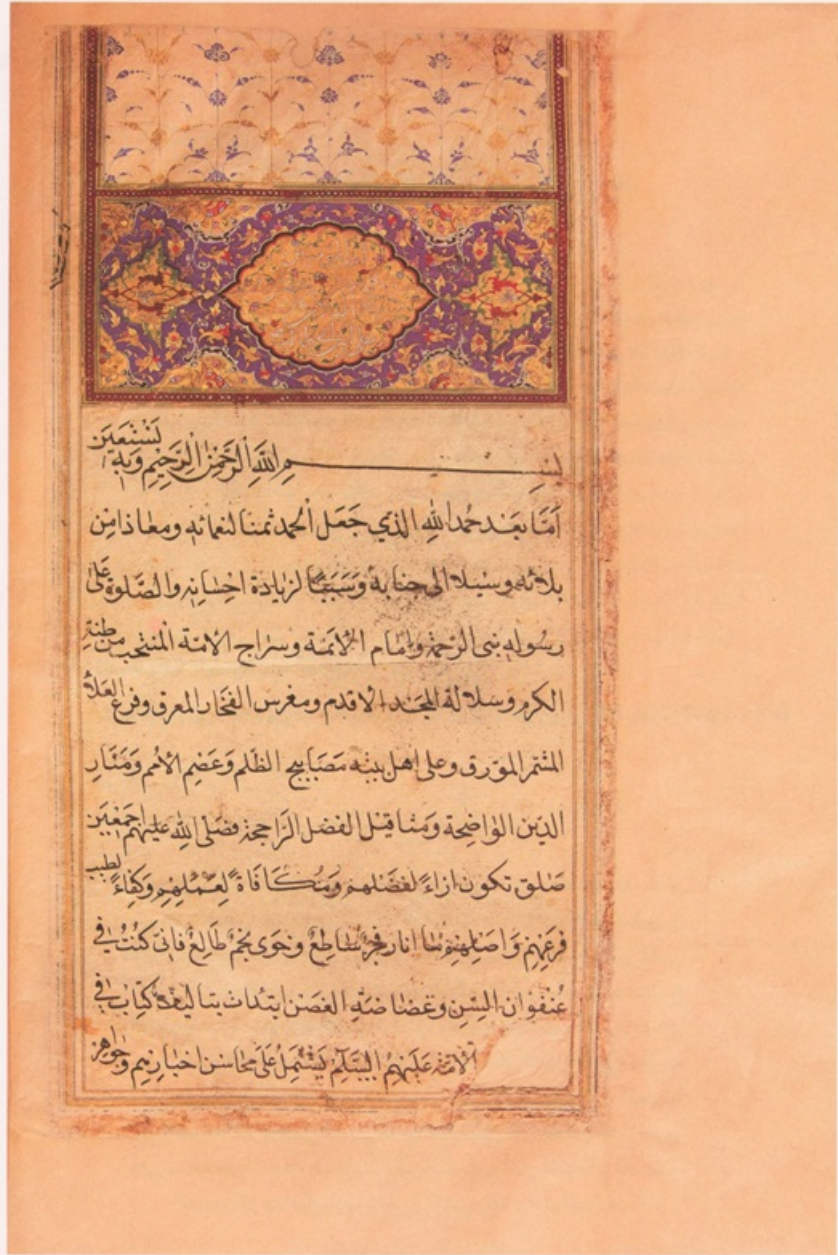 بسم الله الرحمن الرحيم وبه نستعين
أما بعد حمد الله الذي جعل الحمد ثمنا لنعمائه ومعاذا من
بلائه وسبيلا الى جنابه وسببا لزيادة احسانه والصلوة على
رسوله نبي الرحمة وامام الائمة وسراج الامة المنتخب من طينة
الكرم وسلالة المجد الاقدم ومغرس الفخار المعرق وفرع العلاء
المثمر المورق وعلى اهل بيته مصابيح الظلم وعصم الامم ومنار
الدين الواضحة ومثاقيل الفضل الراجحة فصلى الله عليهم اجمعين
صلوة تكون ازاءً لفضلهم ومكافاةً لعملهم وكفاءً لطيب
فرعهم واصلهم ما انار فجر ساطع وخوى نجم طالع فاني كنت في
عنفوان السن وغضاضة الغصن ابتدات بتاليف كتاب في
الائمة عليهم السلم يشتمل على محاسن اخبارهم وجواهر